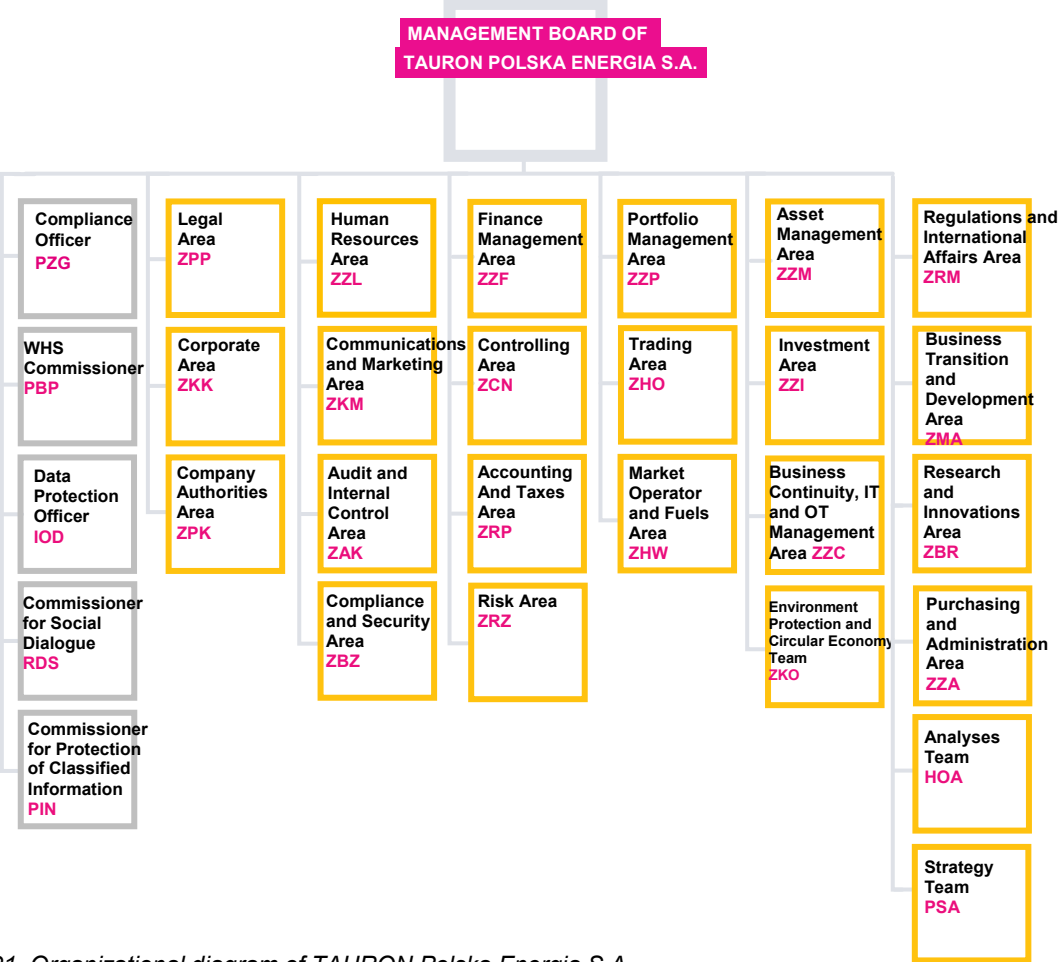 MANAGEMENT BOARD OF
TAURON POLSKA ENERGIA S.A.
Compliance
Officer
PZG
WHS
Commissioner
PBP
Data
Protection
Officer
IOD
Commissioner
for Social
Dialogue
RDS
Commissioner
for Protection
of Classified
Information
PIN
Legal
Area
ZPP
Corporate
Area
ZKK
Company
Authorities
Area
ZPK
Human
Resources
Area
ZZL
Communications
and Marketing
Area
ZKM
Audit and
Internal
Control
Area
ZAK
Compliance
and Security
Area
ZBZ
Finance
Management
Area
ZZF
Controlling
Area
ZCN
Accounting
And Taxes
Area
ZRP
Risk Area
ZRZ
Portfolio
Management
Area
ZZP
Trading
Area
ZHO
Market
Operator
and Fuels
Area
ZHW
Asset
Management
Area
ZZM
Investment
Area
ZZI
Business
Continuity, IT
and OT
Management
Area ZZC
Environment
Protection and
Circular Economy
Team
ZKO
Regulations and
International
Affairs Area
ZRM
Business
Transition
and
Development
Area
ZMA
Research
and
Innovations
Area
ZBR
Purchasing
and
Administration
Area
ZZA
Analyses
Team
HOA
Strategy
Team
PSA
Organizational diagram of TAURON Polska Energia S.A.